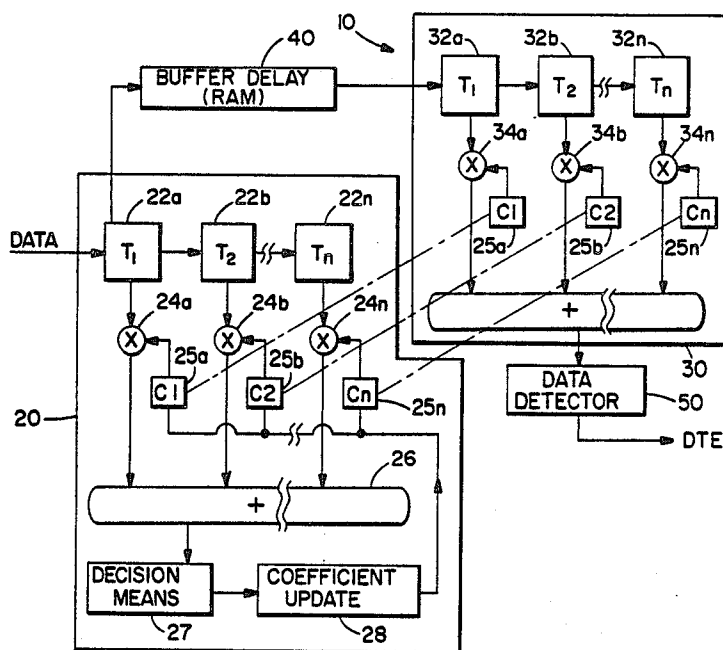 10
40
BUFFER DELAY
(RAM)
32a
32b
32n
T1
T2
Tn
34a
34b
34n
X
X
X
C1
C2
Cn
25a
25b
25n
+
30
DATA
DETECTOR
50
DTE
DATA
22a
22b
22n
T1
T2
Tn
24a
24b
24n
X
X
X
25a
25b
25n
C1
C2
Cn
20
26
+
DECISION
MEANS
27
COEFFICIENT
UPDATE
28